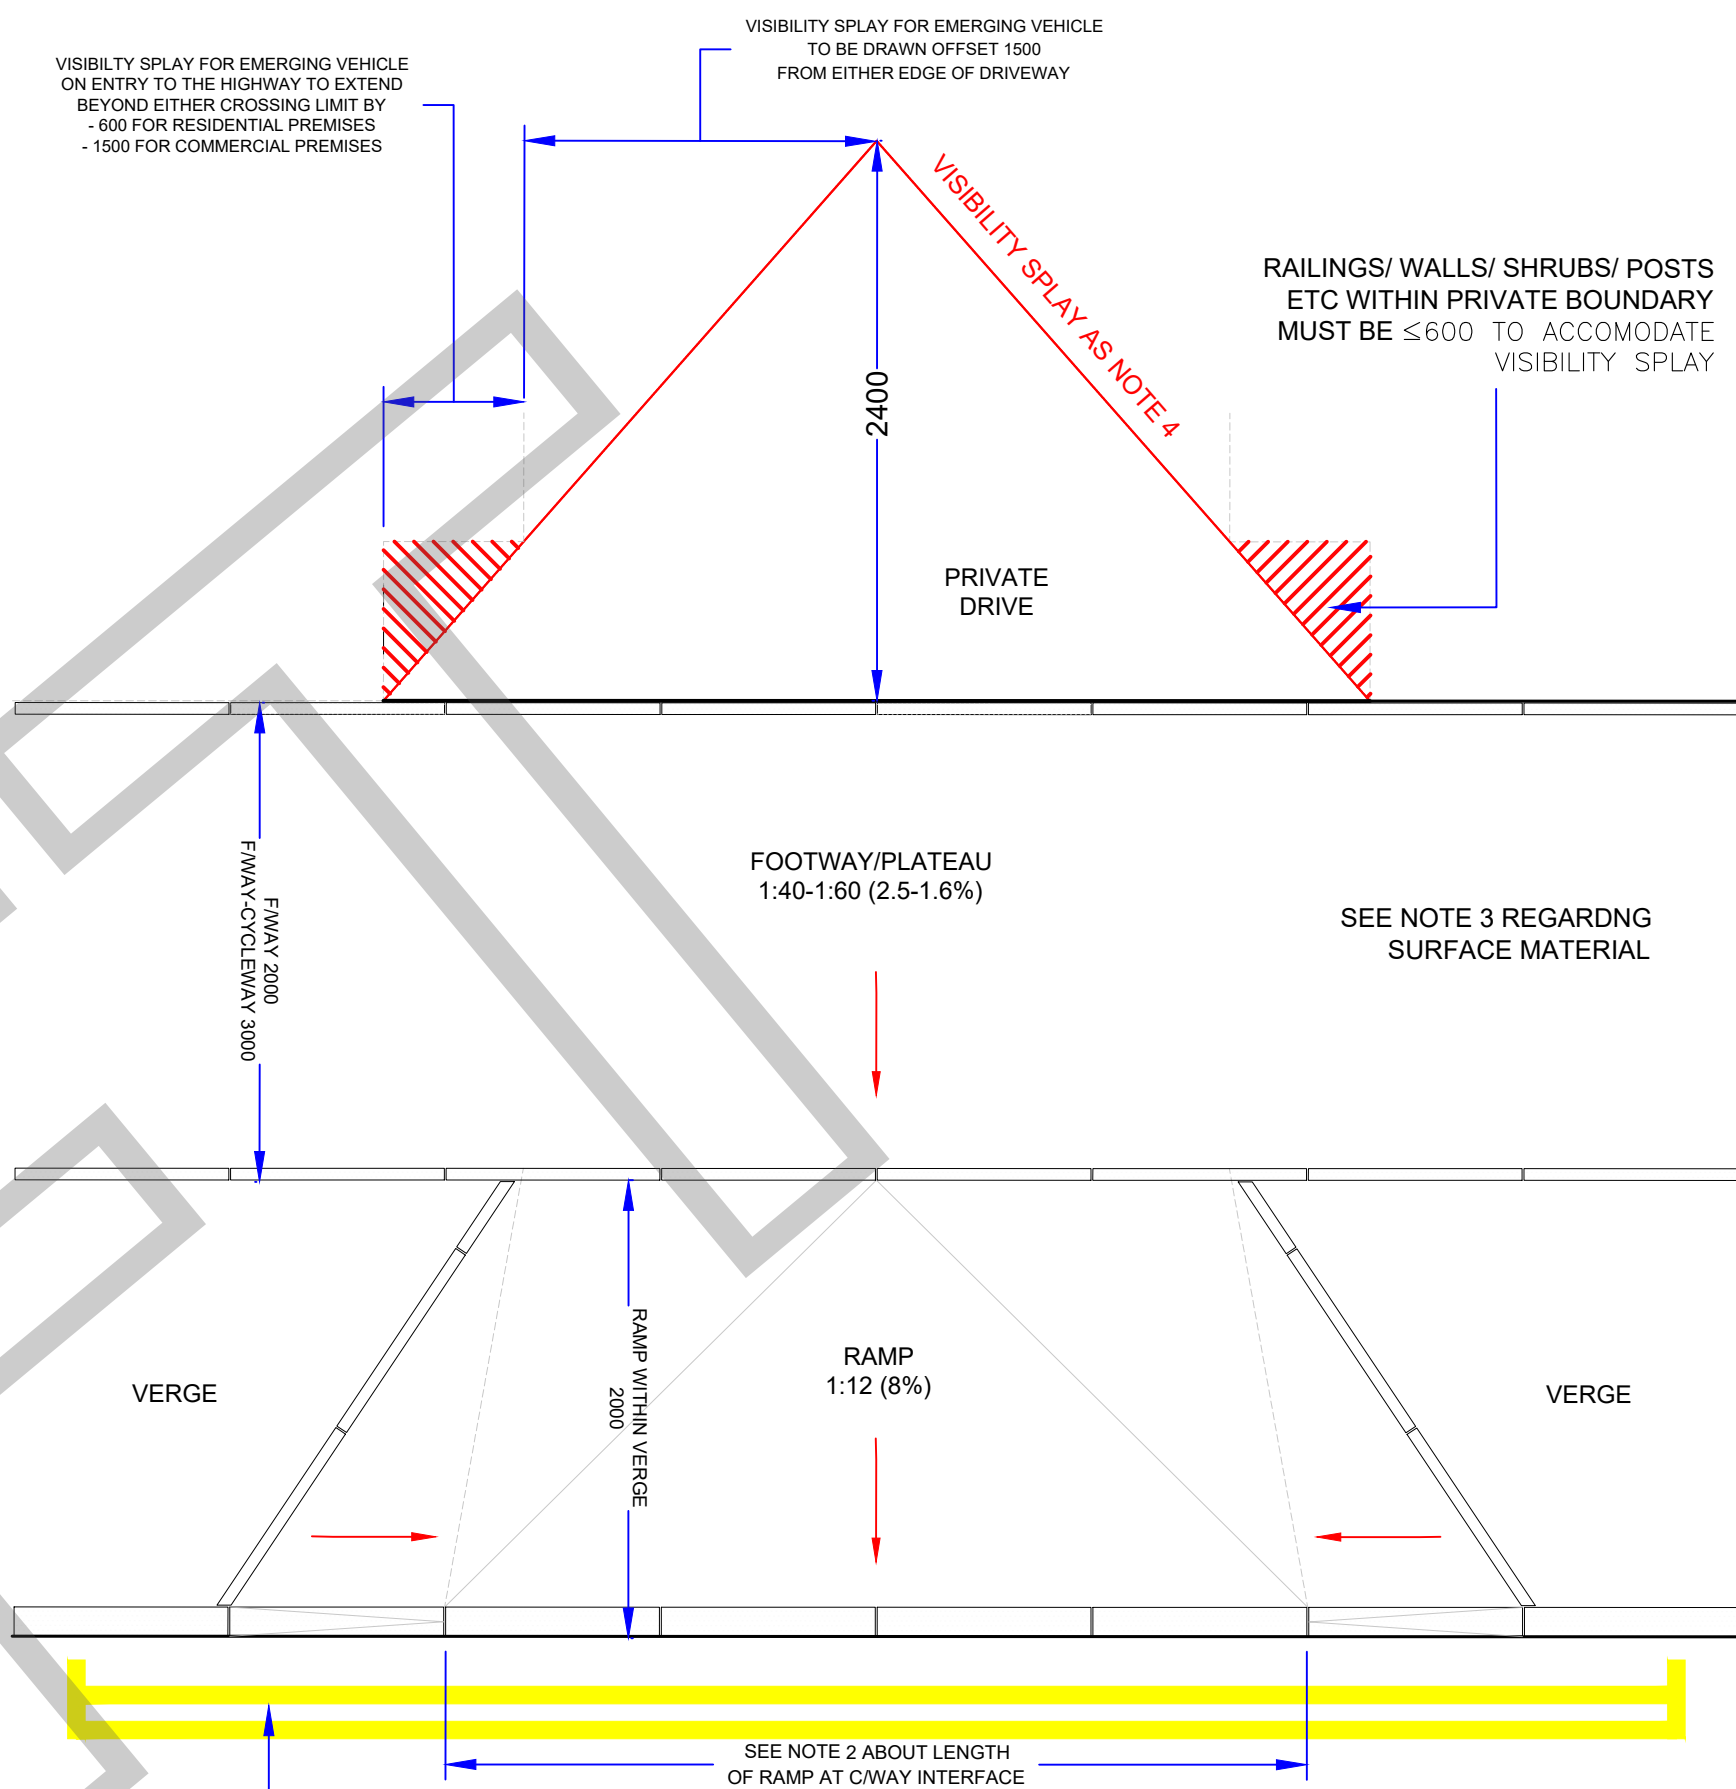 VISIBILITY SPLAY FOR EMERGING VEHICLE
TO BE DRAWN OFFSET 1500
FROM EITHER EDGE OF DRIVEWAY
VISIBILTY SPLAY FOR EMERGING VEHICLE
ON ENTRY TO THE HIGHWAY TO EXTEND
BEYOND EITHER CROSSING LIMIT BY
- 600 FOR RESIDENTIAL PREMISES
- 1500 FOR COMMERCIAL PREMISES
VISIBILITY SPLAY AS NOTE 4
RAILINGS/ WALLS/ SHRUBS/ POSTS
ETC WITHIN PRIVATE BOUNDARY
MUST BE ≤600 TO ACCOMODATE
VISIBILITY SPLAY
2400
PRIVATE
DRIVE
F/WAY 2000
F/WAY-CYCLEWAY 3000
FOOTWAY/PLATEAU
1:40-1:60 (2.5-1.6%)
SEE NOTE 3 REGARDNG
SURFACE MATERIAL
VERGE
RAMP WITHIN VERGE
2000
RAMP
1:12 (8%)
VERGE
SEE NOTE 2 ABOUT LENGTH
OF RAMP AT C/WAY INTERFACE